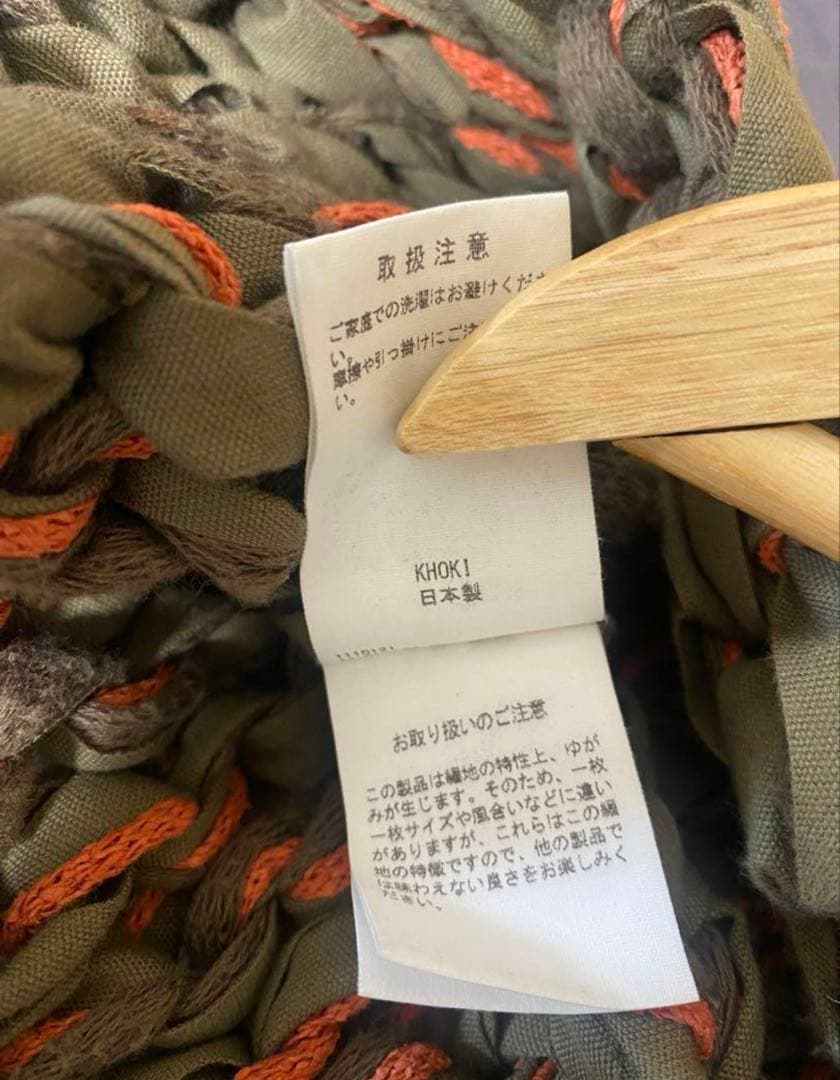 取扱注意
ご家庭での洗濯はお避けくださ
い。
摩擦や引っ掛けにご注
い。
KHOKI
日本製
お取り扱いのご注意
この製品は編地の特性上、ゆが
みが生じます。そのため、一枚
一枚サイズや風合いなどに違い
がありますが、これらはこの編
地の特徴ですので、他の製品で
は味わえない良さをお楽しみく
ださい。